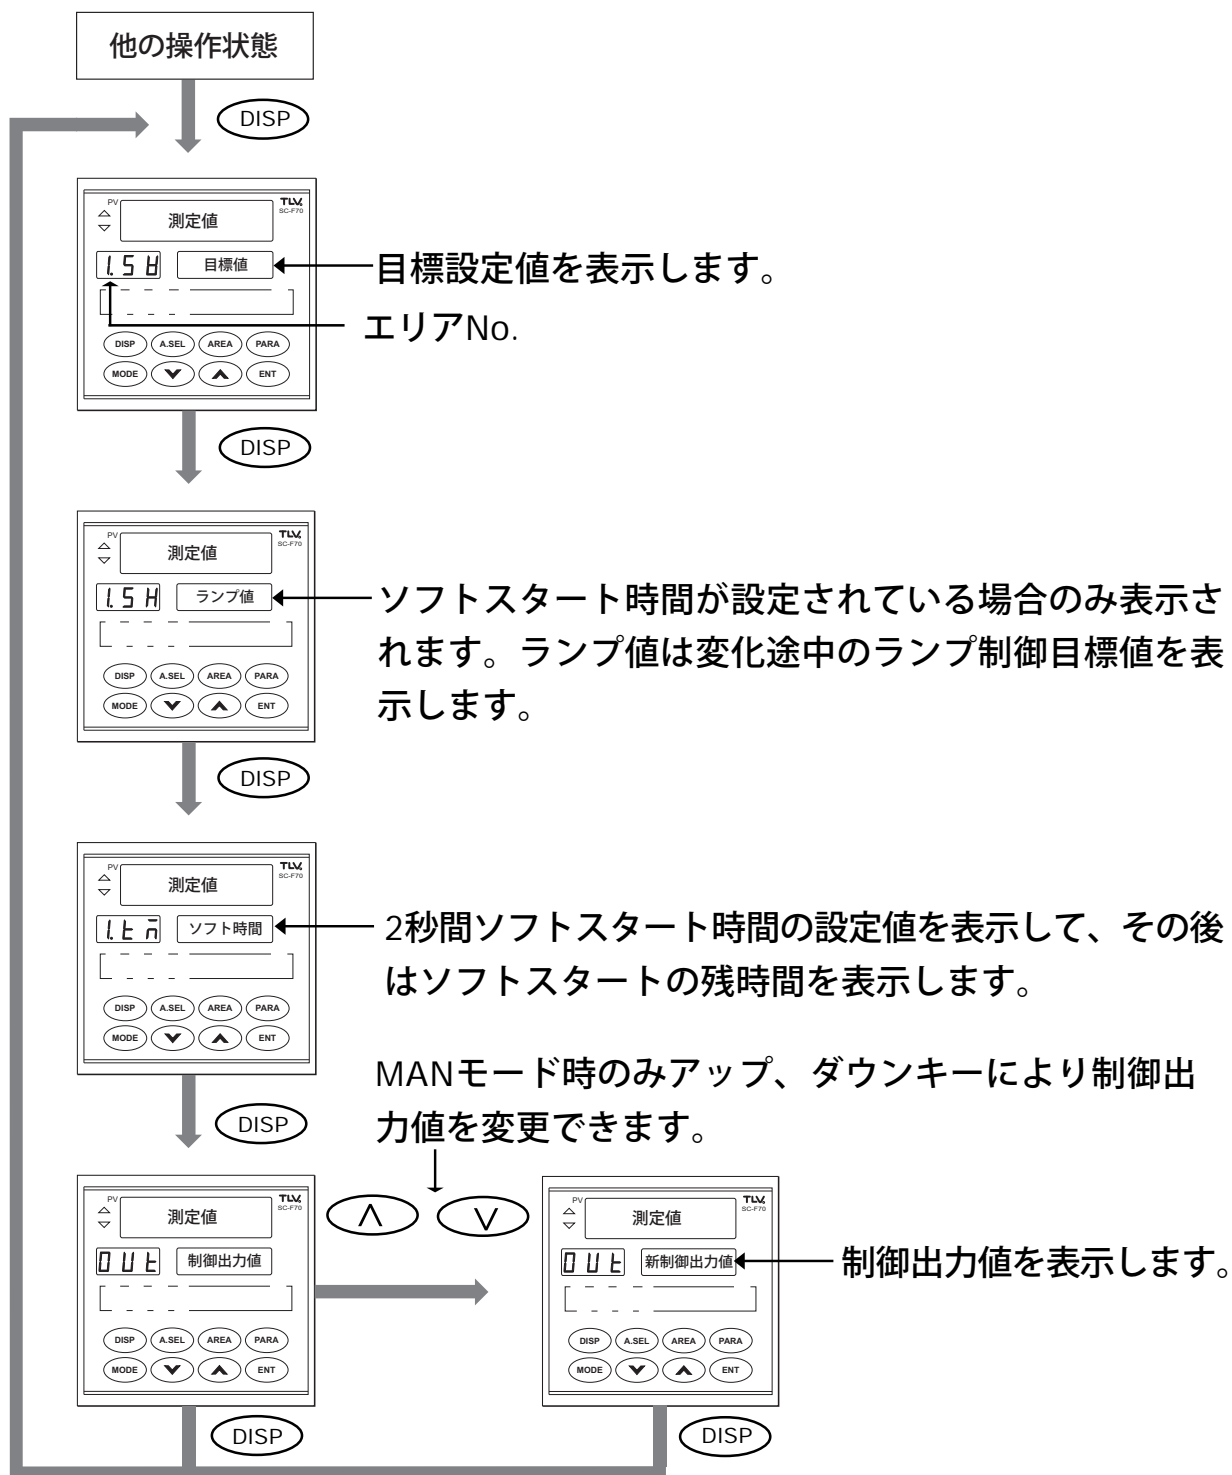 他の操作状態
DISP
PV
TLV
SC-F70
測定値
目標値
目標設定値を表示します。
エリアNo.
DISP A.SEL AREA PARA
MODE ENT
DISP
PV
TLV
SC-F70
測定値
1.SH ランプ値
ソフトスタート時間が設定されている場合のみ表示さ
れます。ランプ値は変化途中のランプ制御目標値を表
示します。
DISP A.SEL AREA PARA
MODE ENT
DISP
PV
TLV
SC-F70
測定値
ソフト時間
2秒間ソフトスタート時間の設定値を表示して、その後
はソフトスタートの残時間を表示します。
DISP A.SEL AREA PARA
MODE ENT
MANモード時のみアップ、ダウンキーにより制御出
力値を変更できます。
DISP
PV
TLV
SC-F70
測定値
OUt 制御出力値
DISP A.SEL AREA PARA
MODE ENT
PV
TLV
SC-F70
測定値
OUt 新制御出力値
制御出力値を表示します。
DISP A.SEL AREA PARA
MODE ENT
DISP
DISP